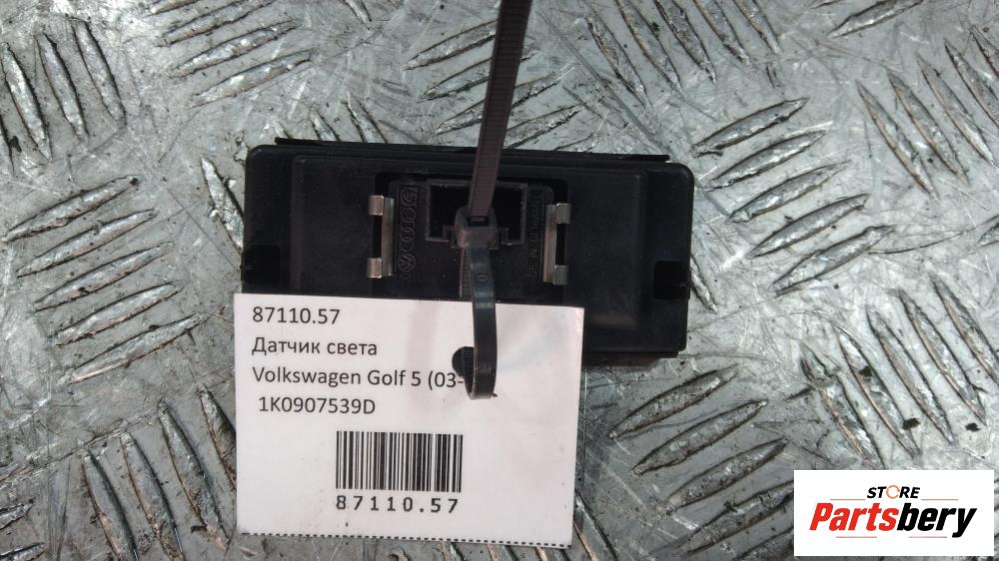 87110.57
Датчик света
Volkswagen Golf 5 (03-
1K0907539D
87110.57
STORE
Partsbery